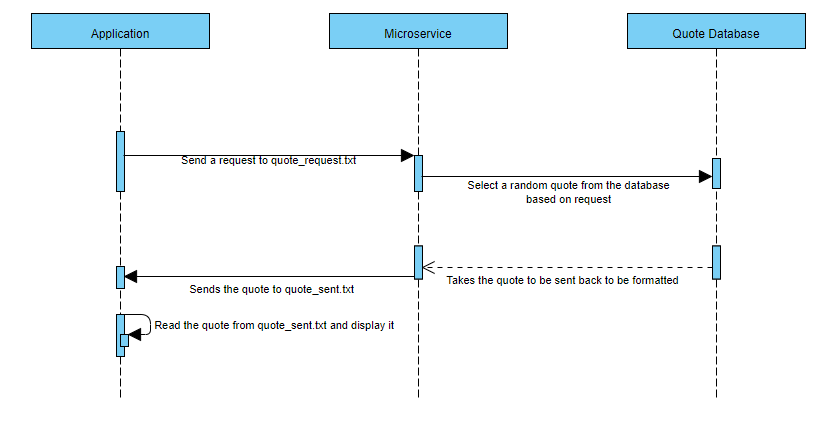 Application
Microservice
Quote Database
Send a request to quote_request.txt
Select a random quote from the database
based on request
Takes the quote to be sent back to be formatted
Sends the quote to quote_sent.txt
Read the quote from quote_sent.txt and display it